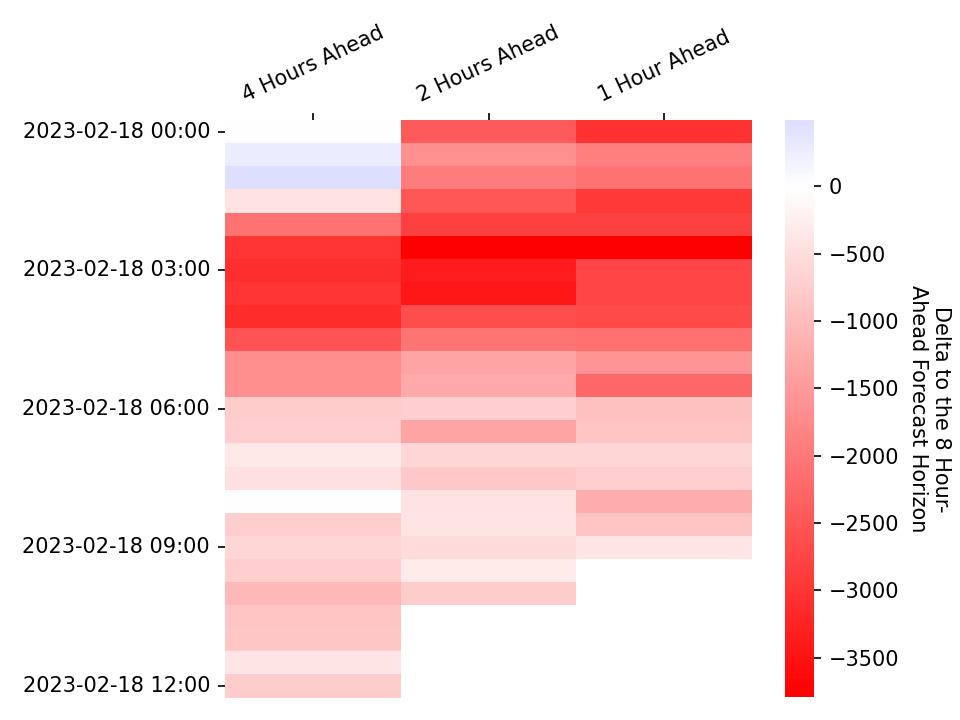 4 Hours Ahead
2 Hours Ahead
1 Hour Ahead
2023-02-18 00:00
2023-02-18 03:00
2023-02-18 06:00
2023-02-18 09:00
2023-02-18 12:00
0
−500
−1000
−1500
−2000
−2500
−3000
−3500
Delta to the 8 Hour-
Ahead Forecast Horizon